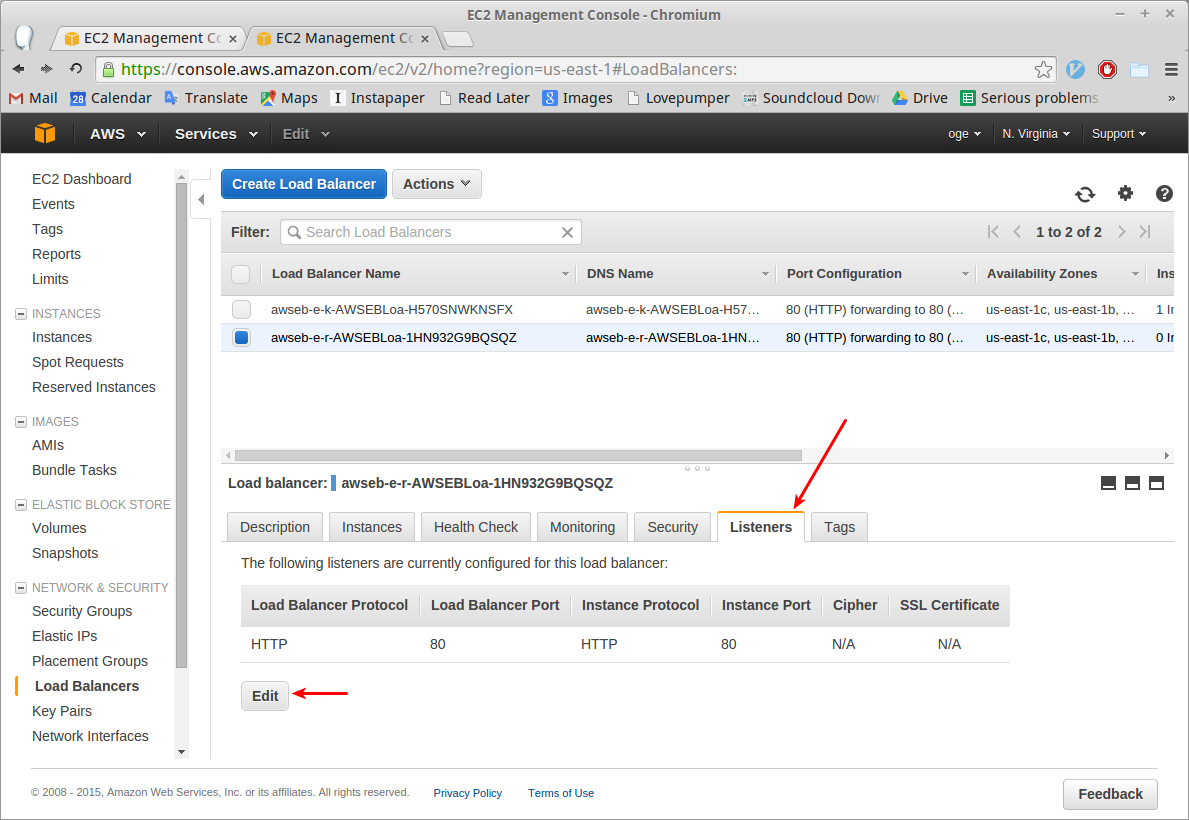 EC2 Management Console - Chromium
EC2 Management Co
EC2 Management Co
https://console.aws.amazon.com/ec2/v2/home?region=us-east-1#LoadBalancers:
Mail 28 Calendar Translate Maps I Instapaper Read Later 8 Images Lovepumper Soundcloud Down Drive Serious problems »
AWS Services Edit oge N. Virginia Support
EC2 Dashboard
Events
Tags
Reports
Limits
INSTANCES
Instances
Spot Requests
Reserved Instances
IMAGES
AMIs
Bundle Tasks
ELASTIC BLOCK STORE
Volumes
Snapshots
NETWORK & SECURITY
Security Groups
Elastic IPs
Placement Groups
Load Balancers
Key Pairs
Network Interfaces
Create Load Balancer Actions
Filter: Search Load Balancers 1 to 2 of 2
Load Balancer Name DNS Name Port Configuration Availability Zones Ins
awseb-e-k-AWSEBLoa-H570SNWKNSFX awseb-e-k-AWSEBLoa-H57... 80 (HTTP) forwarding to 80 (... us-east-1c, us-east-1b, ... 1 In
awseb-e-r-AWSEBLoa-1HN932G9BQSQZ awseb-e-r-AWSEBLoa-1HN... 80 (HTTP) forwarding to 80 (... us-east-1c, us-east-1b, ... 0 In
Load balancer: awseb-e-r-AWSEBLoa-1HN932G9BQSQZ
Description Instances Health Check Monitoring Security Listeners Tags
The following listeners are currently configured for this load balancer:
Load Balancer Protocol Load Balancer Port Instance Protocol Instance Port Cipher SSL Certificate
HTTP 80 HTTP 80 N/A N/A
Edit
© 2008 - 2015, Amazon Web Services, Inc. or its affiliates. All rights reserved. Privacy Policy Terms of Use
Feedback